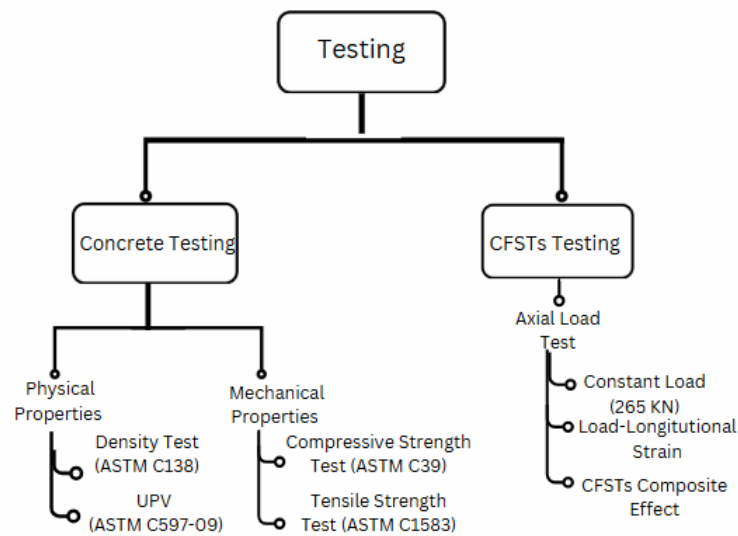 Testing
Concrete Testing
CFSTs Testing
Physical
Properties
Density Test
(ASTM C138)
UPV
(ASTM C597-09)
Mechanical
Properties
Compressive Strength
Test (ASTM C39)
Tensile Strength
Test (ASTM C1583)
Axial Load
Test
Constant Load
(265 KN)
Load-Longitutional
Strain
CFSTs Composite
Effect